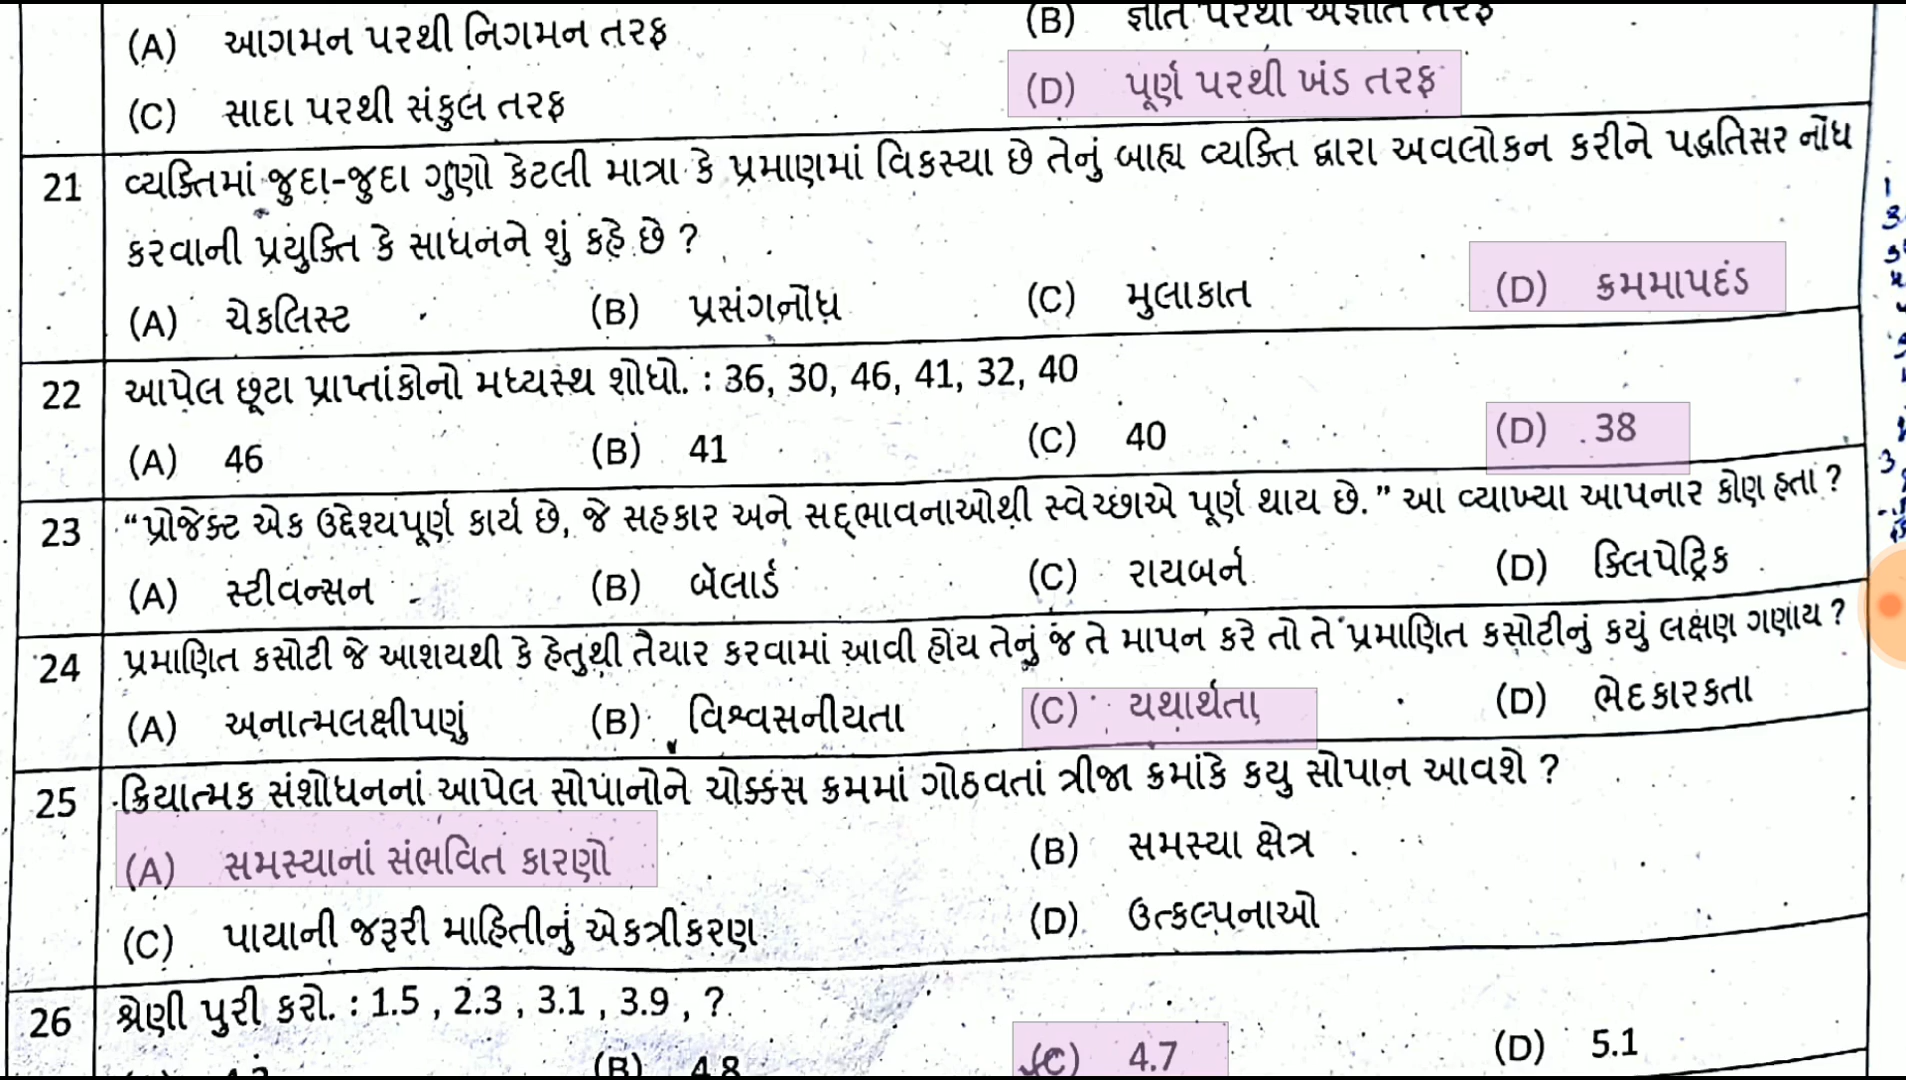 (A) આગમન પરથી નિગમન તરફ (B) જ્ઞાત પરથી અજ્ઞાત તરફ
(C) સાદા પરથી સંકુલ તરફ (D) પૂર્ણ પરથી ખંડ તરફ
21 વ્યક્તિમાં જુદા-જુદા ગુણો કેટલી માત્રા કે પ્રમાણમાં વિકસ્યા છે તેનું બાહ્ય વ્યક્તિ દ્વારા અવલોકન કરીને પદ્ધતિસર નોંધ
કરવાની પ્રયુક્તિ કે સાધનને શું કહે છે ?
(A) ચેકલિસ્ટ (B) પ્રસંગનોંધ (C) મુલાકાત (D) ક્રમમાપદંડ
22 આપેલ છૂટા પ્રાપ્તાંકોનો મધ્યસ્થ શોધો. : 36, 30, 46, 41, 32, 40
(A) 46 (B) 41 (C) 40 (D) 38
23 “પ્રોજેક્ટ એક ઉદ્દેશ્યપૂર્ણ કાર્ય છે, જે સહકાર અને સદ્દભાવનાઓથી સ્વેચ્છાએ પૂર્ણ થાય છે.” આ વ્યાખ્યા આપનાર કોણ હતા ?
(A) સ્ટીવન્સન (B) બૅલાર્ડ (C) રાયબર્ન (D) ક્લિપેટ્રિક
24 પ્રમાણિત કસોટી જે આશયથી કે હેતુથી તૈયાર કરવામાં આવી હોય તેનું જ તે માપન કરે તો તે પ્રમાણિત કસોટીનું કયું લક્ષણ ગણાય ?
(A) અનાત્મલક્ષીપણું (B) વિશ્વસનીયતા (C) યથાર્થતા (D) ભેદકારકતા
25 ક્રિયાત્મક સંશોધનનાં આપેલ સોપાનોને ચોક્કસ ક્રમમાં ગોઠવતાં ત્રીજા ક્રમાંકે કયુ સોપાન આવશે ?
(A) સમસ્યાનાં સંભવિત કારણો (B) સમસ્યા ક્ષેત્ર
(C) પાયાની જરૂરી માહિતીનું એકત્રીકરણ (D) ઉત્કલ્પનાઓ
26 શ્રેણી પુરી કરો. : 1.5 , 2.3 , 3.1 , 3.9 , ?
(B) 4.8 (C) 4.7 (D) 5.1